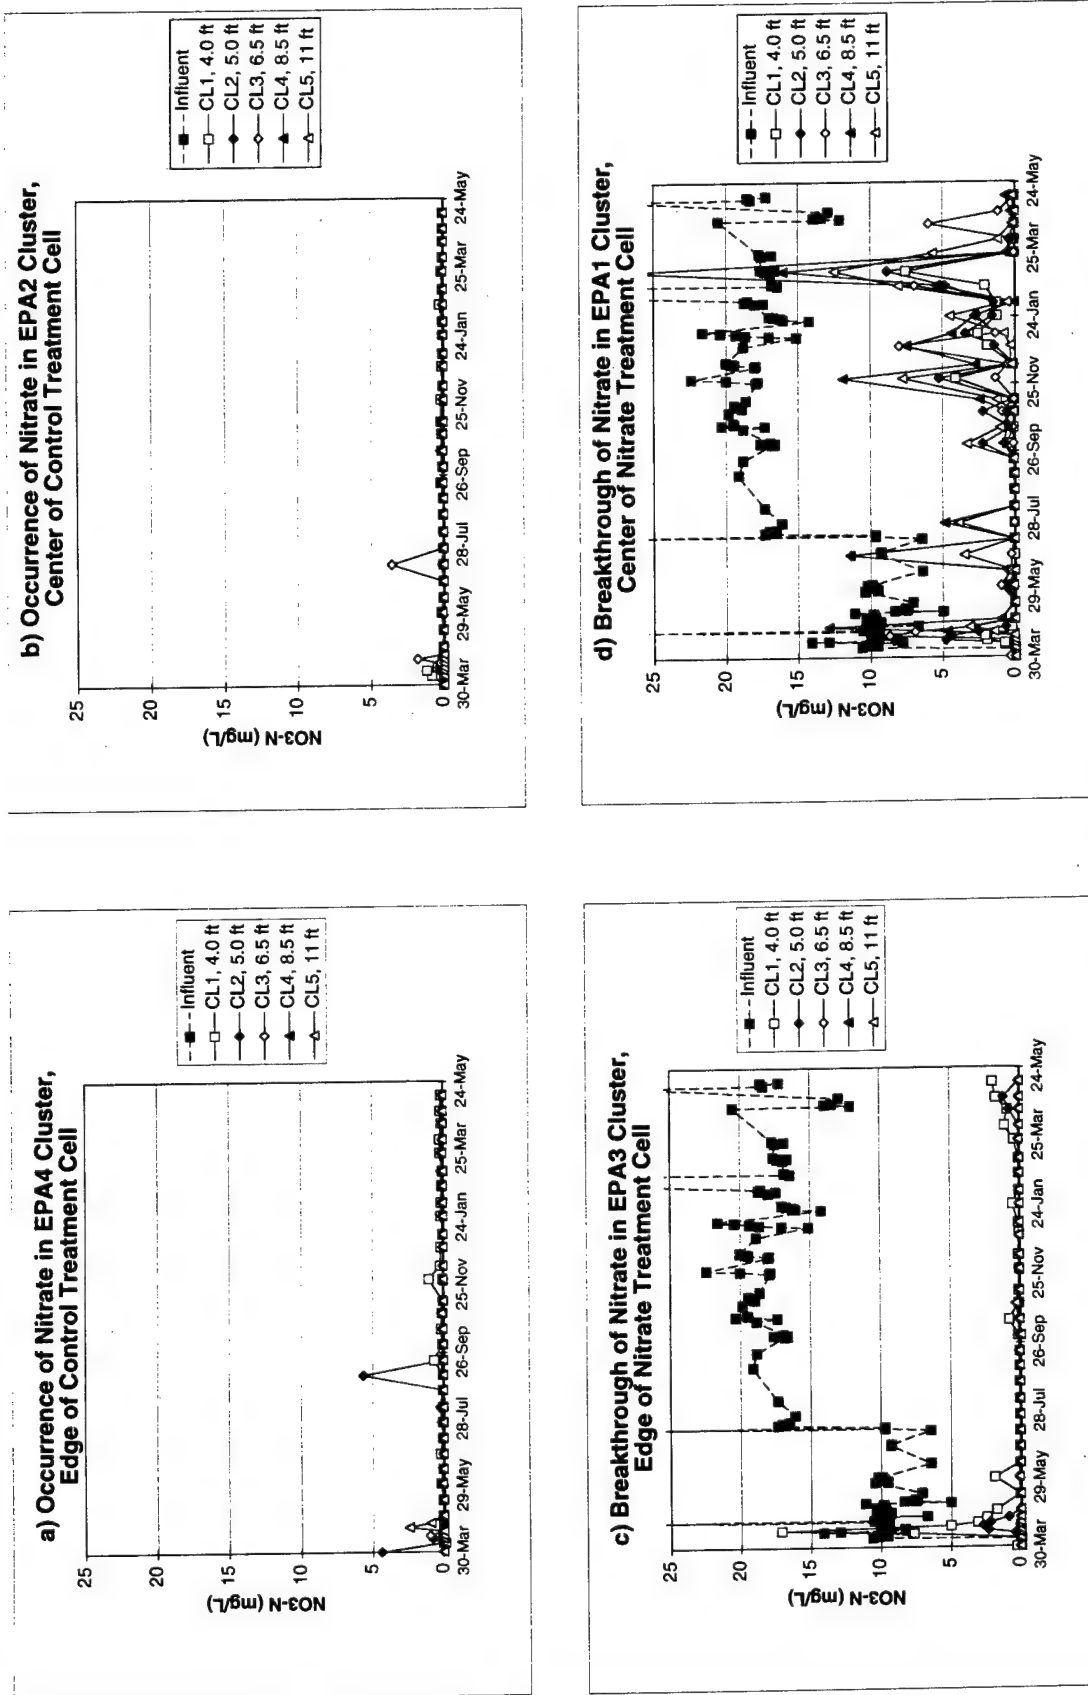 a) Occurrence of Nitrate in EPA4 Cluster,
Edge of Control Treatment Cell
25
20
15
10
5
0
NO3-N (mg/L)
30-Mar
29-May
28-Jul
26-Sep
25-Nov
24-Jan
25-Mar
24-May
Influent
CL1, 4.0 ft
CL2, 5.0 ft
CL3, 6.5 ft
CL4, 8.5 ft
CL5, 11 ft
b) Occurrence of Nitrate in EPA2 Cluster,
Center of Control Treatment Cell
25
20
15
10
5
0
NO3-N (mg/L)
30-Mar
29-May
28-Jul
26-Sep
25-Nov
24-Jan
25-Mar
24-May
Influent
CL1, 4.0 ft
CL2, 5.0 ft
CL3, 6.5 ft
CL4, 8.5 ft
CL5, 11 ft
c) Breakthrough of Nitrate in EPA3 Cluster,
Edge of Nitrate Treatment Cell
25
20
15
10
5
0
NO3-N (mg/L)
30-Mar
29-May
28-Jul
26-Sep
25-Nov
24-Jan
25-Mar
24-May
Influent
CL1, 4.0 ft
CL2, 5.0 ft
CL3, 6.5 ft
CL4, 8.5 ft
CL5, 11 ft
d) Breakthrough of Nitrate in EPA1 Cluster,
Center of Nitrate Treatment Cell
25
20
15
10
5
0
NO3-N (mg/L)
30-Mar
29-May
28-Jul
26-Sep
25-Nov
24-Jan
25-Mar
24-May
Influent
CL1, 4.0 ft
CL2, 5.0 ft
CL3, 6.5 ft
CL4, 8.5 ft
CL5, 11 ft